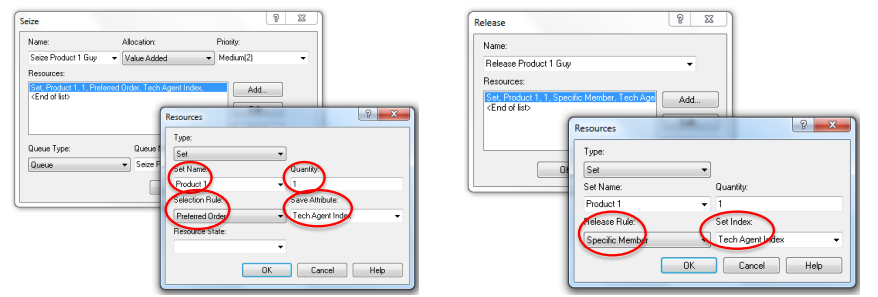 Seize
Name:
Allocation:
Priority:
Seize Product 1 Guy
Value Added
Medium(2)
Resources:
Set, Product 1, 1, Preferred Order, Tech Agent Index,
<End of list>
Add...
Queue Type:
Queue
Queue
Seize
Resources
Type:
Set
Set Name:
Quantity:
Product 1
1
Selection Rule:
Save Attribute:
Preferred Order
Tech Agent Index
Resource State:
OK
Cancel
Help
Release
Name:
Release Product 1 Guy
Resources:
Set, Product 1, 1, Specific Member, Tech Age
<End of list>
Add...
Resources
Type:
Set
Set Name:
Quantity:
Product 1
1
Release Rule:
Set Index:
Specific Member
Tech Agent Index
OK
Cancel
Help